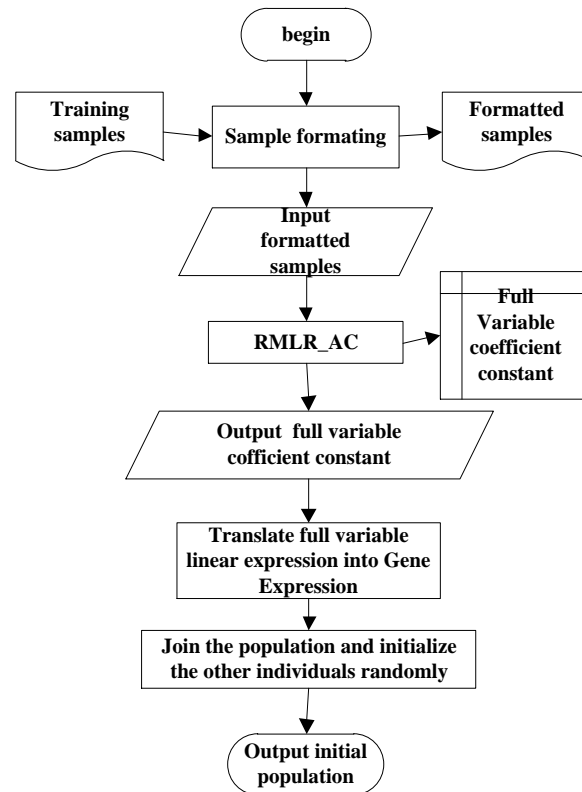 begin
Training
samples
Sample formating
Formatted
samples
Input
formatted
samples
RMLR_AC
Full
Variable
coefficient
constant
Output full variable
cofficient constant
Translate full variable
linear expression into Gene
Expression
Join the population and initialize
the other individuals randomly
Output initial
population